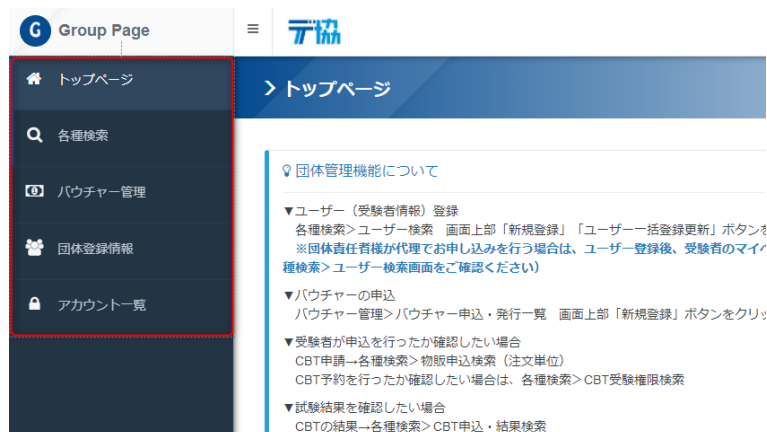 G Group Page
テ協
トップページ
各種検索
バウチャー管理
団体登録情報
アカウント一覧
トップページ
団体管理機能について
▼ユーザー（受験者情報）登録
各種検索＞ユーザー検索　画面上部「新規登録」「ユーザー一括登録更新」ボタンを
※団体責任者様が代理でお申し込みを行う場合は、ユーザー登録後、受験者のマイペ
種検索＞ユーザー検索画面をご確認ください）
▼バウチャーの申込
バウチャー管理＞バウチャー申込・発行一覧　画面上部「新規登録」ボタンをクリッ
▼受験者が申込を行ったか確認したい場合
CBT申請→各種検索＞物販申込検索（注文単位）
CBT予約を行ったか確認したい場合は、各種検索＞CBT受験権限検索
▼試験結果を確認したい場合
CBTの結果→各種検索＞CBT申込・結果検索